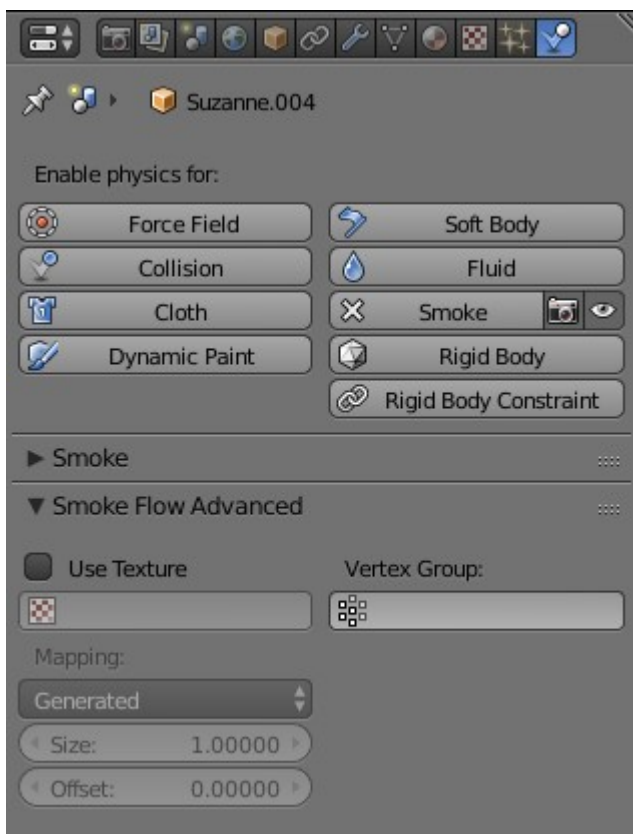 Suzanne.004
Enable physics for:
Force Field
Soft Body
Collision
Fluid
Cloth
Smoke
Dynamic Paint
Rigid Body
Rigid Body Constraint
Smoke
Smoke Flow Advanced
Use Texture
Vertex Group:
Mapping:
Generated
Size: 1.00000
Offset: 0.00000